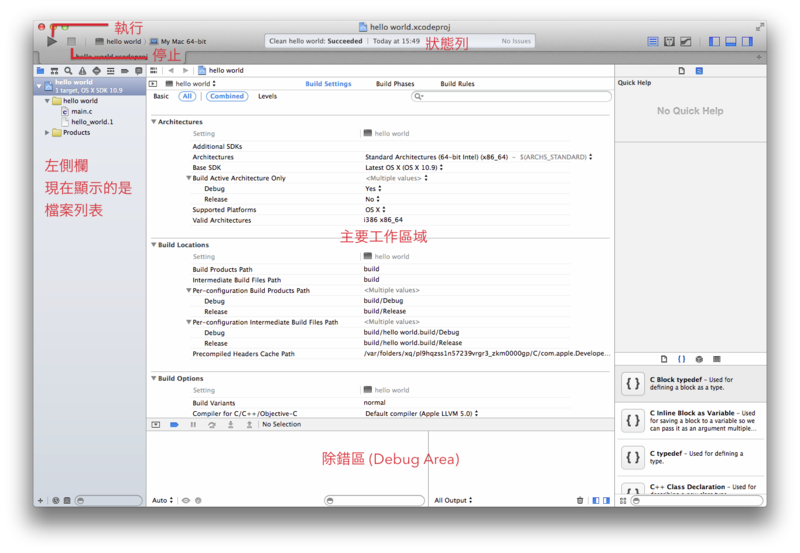 hello world.xcodeproj
執行
hello world
My Mac 64-bit
Clean hello world: Succeeded
Today at 15:49
狀態列
No Issues
hello world.xcodeproj
停止
hello world
1 target, OS X SDK 10.9
hello world
main.c
hello_world.1
Products
左側欄
現在顯示的是
檔案列表
hello world
hello world
Build Settings
Build Phases
Build Rules
Basic
All
Combined
Levels
Architectures
Setting
hello world
Additional SDKs
Architectures
Standard Architectures (64-bit Intel) (x86_64) - $(ARCHS_STANDARD)
Base SDK
Latest OS X (OS X 10.9)
Build Active Architecture Only
<Multiple values>
Debug
Yes
Release
No
Supported Platforms
OS X
Valid Architectures
i386 x86_64
主要工作區域
Build Locations
Setting
hello world
Build Products Path
build
Intermediate Build Files Path
build
Per-configuration Build Products Path
<Multiple values>
Debug
build/Debug
Release
build/Release
Per-configuration Intermediate Build Files Path
<Multiple values>
Debug
build/hello world.build/Debug
Release
build/hello world.build/Release
Precompiled Headers Cache Path
/var/folders/xq/pl9hqzss1n57239vrgr3_zkm0000gp/C/com.apple.Develope...
Build Options
Setting
hello world
Build Variants
normal
Compiler for C/C++/Objective-C
Default compiler (Apple LLVM 5.0)
No Selection
除錯區 (Debug Area)
Auto
All Output
Quick Help
No Quick Help
C Block typedef - Used for
defining a block as a type.
C Inline Block as Variable - Used
for saving a block to a variable so we
can pass it as an argument multiple...
C typedef - Used for defining a
type.
C++ Class Declaration - Used for